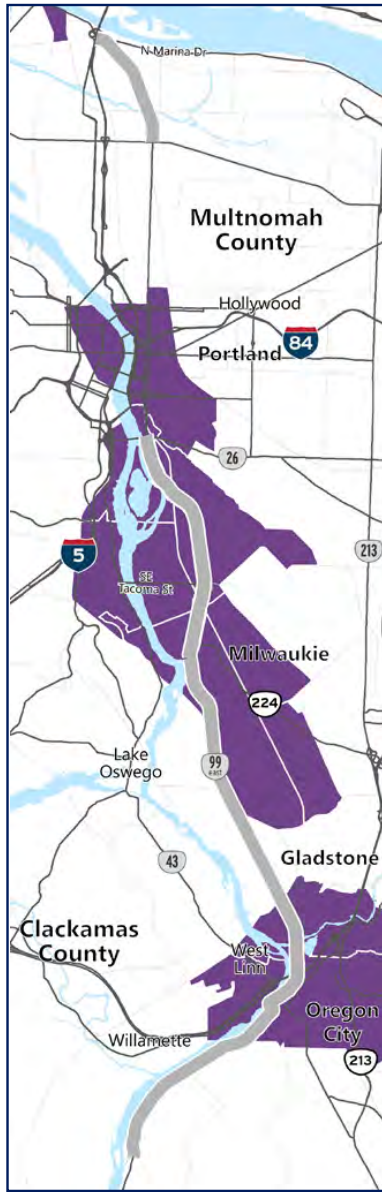 N Marina Dr
Multnomah
County
Hollywood
Portland
84
26
5
213
SE
Tacoma St
Milwaukie
224
Lake
Oswego
99
east
43
Gladstone
Clackamas
County
West
Linn
Oregon
City
Willamette
213